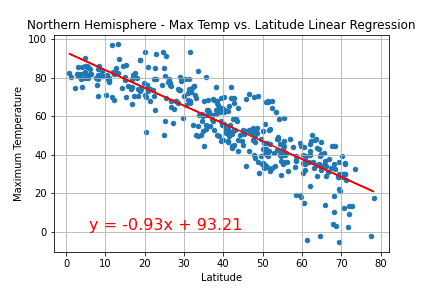 Northern Hemisphere - Max Temp vs. Latitude Linear Regression
100
80
60
40
20
0
Maximum Temperature
y = -0.93x + 93.21
0 10 20 30 40 50 60 70 80
Latitude